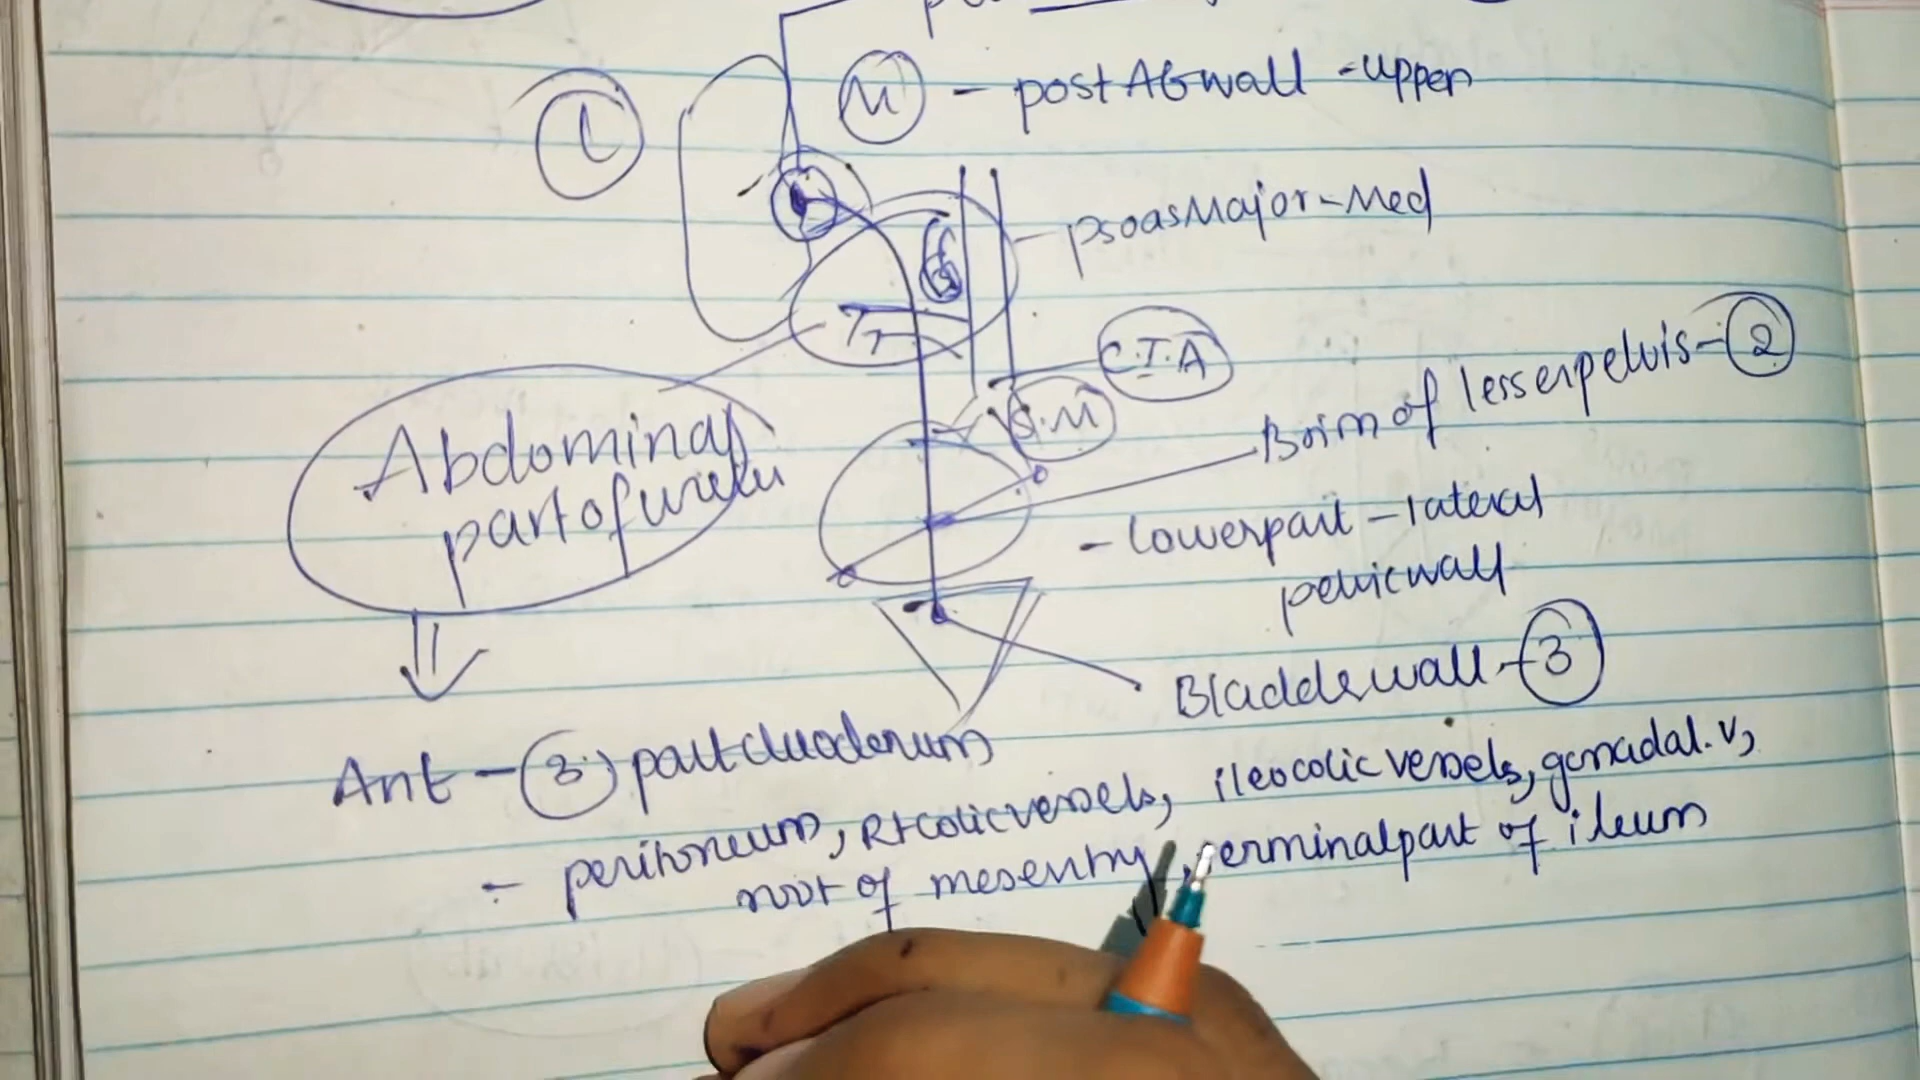 L
M - post Ab wall - upper
psoas Major - Med
C.I.A
S.M
Brim of lesser pelvis - 2
Abdominal
part of ureter
- lower part - lateral
pelvic wall
Bladder wall - 3
Ant - 3 part duodenum
- peritoneum, Rt colic vessels, ileocolic vessels, gonadal.v,
root of mesentry, terminal part of ileum